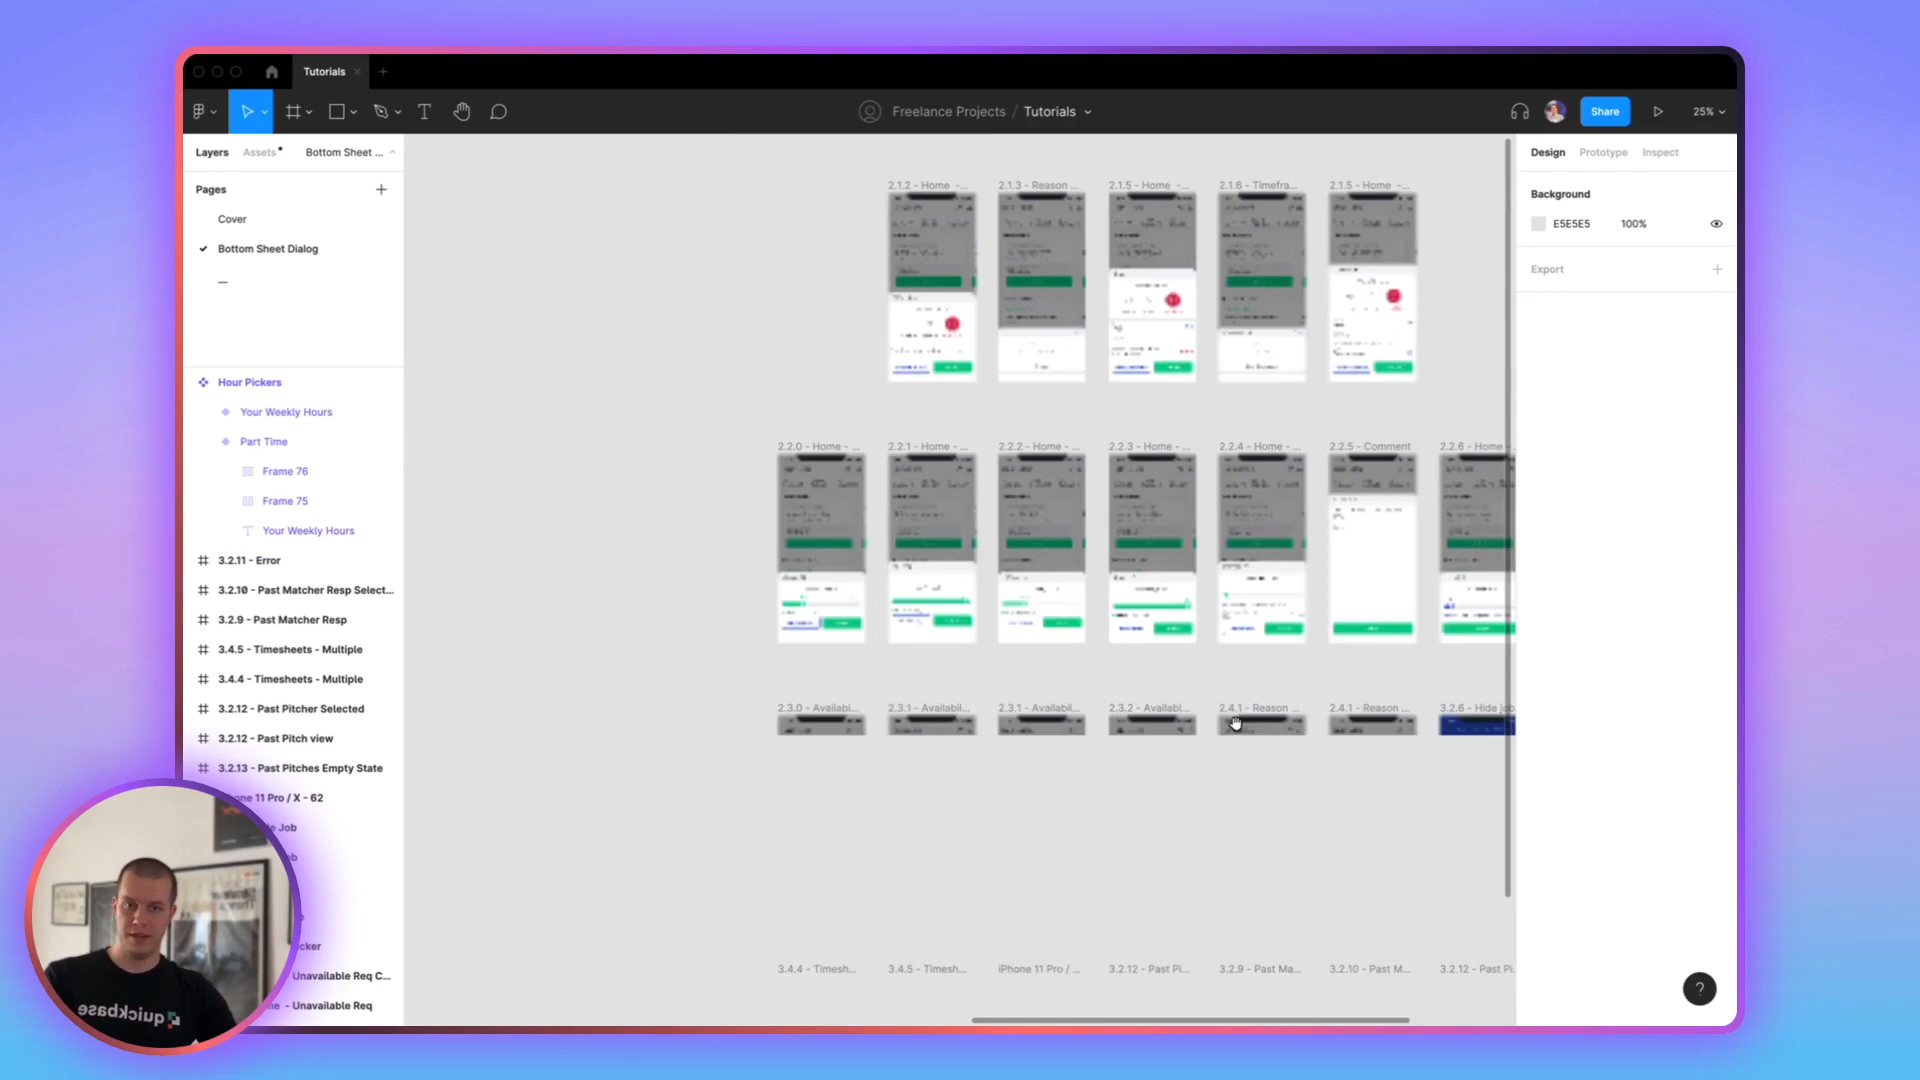 Tutorials
Freelance Projects / Tutorials
Share
25%
Layers
Assets
Bottom Sheet ...
Pages
Cover
Bottom Sheet Dialog
—
Hour Pickers
Your Weekly Hours
Part Time
Frame 76
Frame 75
Your Weekly Hours
3.2.11 - Error
3.2.10 - Past Matcher Resp Select...
3.2.9 - Past Matcher Resp
3.4.5 - Timesheets - Multiple
3.4.4 - Timesheets - Multiple
3.2.12 - Past Pitcher Selected
3.2.12 - Past Pitch view
3.2.13 - Past Pitches Empty State
one 11 Pro / X - 62
e Job
ob
cker
- Unavailable Req C...
ne - Unavailable Req
quickbase
2.1.2 - Home -...
2.1.3 - Reason ...
2.1.5 - Home -...
2.1.6 - Timefra...
2.1.5 - Home -...
2.2.0 - Home - ...
2.2.1 - Home - ...
2.2.2 - Home - ...
2.2.3 - Home - ...
2.2.4 - Home - ...
2.2.5 - Comment
2.2.6 - Home -
2.3.0 - Availabi...
2.3.1 - Availabil...
2.3.1 - Availabil...
2.3.2 - Availabi...
2.4.1 - Reason ...
2.4.1 - Reason ...
3.2.6 - Hide job
3.4.4 - Timesh...
3.4.5 - Timesh...
iPhone 11 Pro / ...
3.2.12 - Past Pi...
3.2.9 - Past Ma...
3.2.10 - Past M...
3.2.12 - Past Pi.
Design
Prototype
Inspect
Background
E5E5E5
100%
Export
?